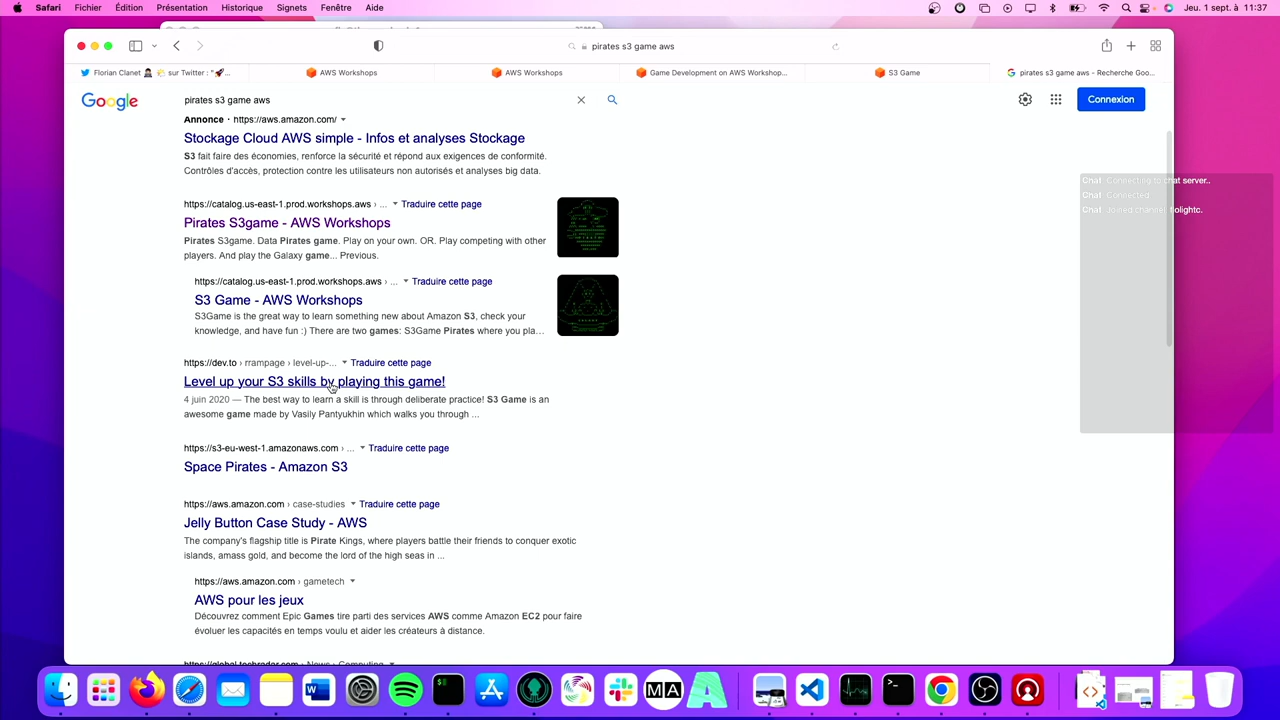 Safari Fichier Édition Présentation Historique Signets Fenêtre Aide
Jeu. 1 sept. à 11:37
pirates s3 game aws
Florian Clanet sur Twitter : "🚀...
AWS Workshops
AWS Workshops
Game Development on AWS Workshop...
S3 Game
pirates s3 game aws - Recherche Goo...
Google
pirates s3 game aws
Connexion
Annonce · https://aws.amazon.com/
Stockage Cloud AWS simple - Infos et analyses Stockage
S3 fait faire des économies, renforce la sécurité et répond aux exigences de conformité.
Contrôles d'accès, protection contre les utilisateurs non autorisés et analyses big data.
https://catalog.us-east-1.prod.workshops.aws › ... Traduire cette page
Pirates S3game - AWS Workshops
Pirates S3game. Data Pirates game. Play on your own. OR. Play competing with other
players. And play the Galaxy game... Previous.
https://catalog.us-east-1.prod.workshops.aws › ... Traduire cette page
S3 Game - AWS Workshops
S3Game is the great way to learn something new about Amazon S3, check your
knowledge, and have fun :) There are two games: S3Game Pirates where you pla...
https://dev.to › rrampage › level-up-... Traduire cette page
Level up your S3 skills by playing this game!
4 juin 2020 — The best way to learn a skill is through deliberate practice! S3 Game is an
awesome game made by Vasily Pantyukhin which walks you through ...
https://s3-eu-west-1.amazonaws.com › ... Traduire cette page
Space Pirates - Amazon S3
https://aws.amazon.com › case-studies Traduire cette page
Jelly Button Case Study - AWS
The company's flagship title is Pirate Kings, where players battle their friends to conquer exotic
islands, amass gold, and become the lord of the high seas in ...
https://aws.amazon.com › gametech
AWS pour les jeux
Découvrez comment Epic Games tire parti des services AWS comme Amazon EC2 pour faire
évoluer les capacités en temps voulu et aider les créateurs à distance.
https://global.techradar.com › News › Computing
Chat: Connecting to chat server..
Chat: Connected
Chat: Joined channel
W
MA